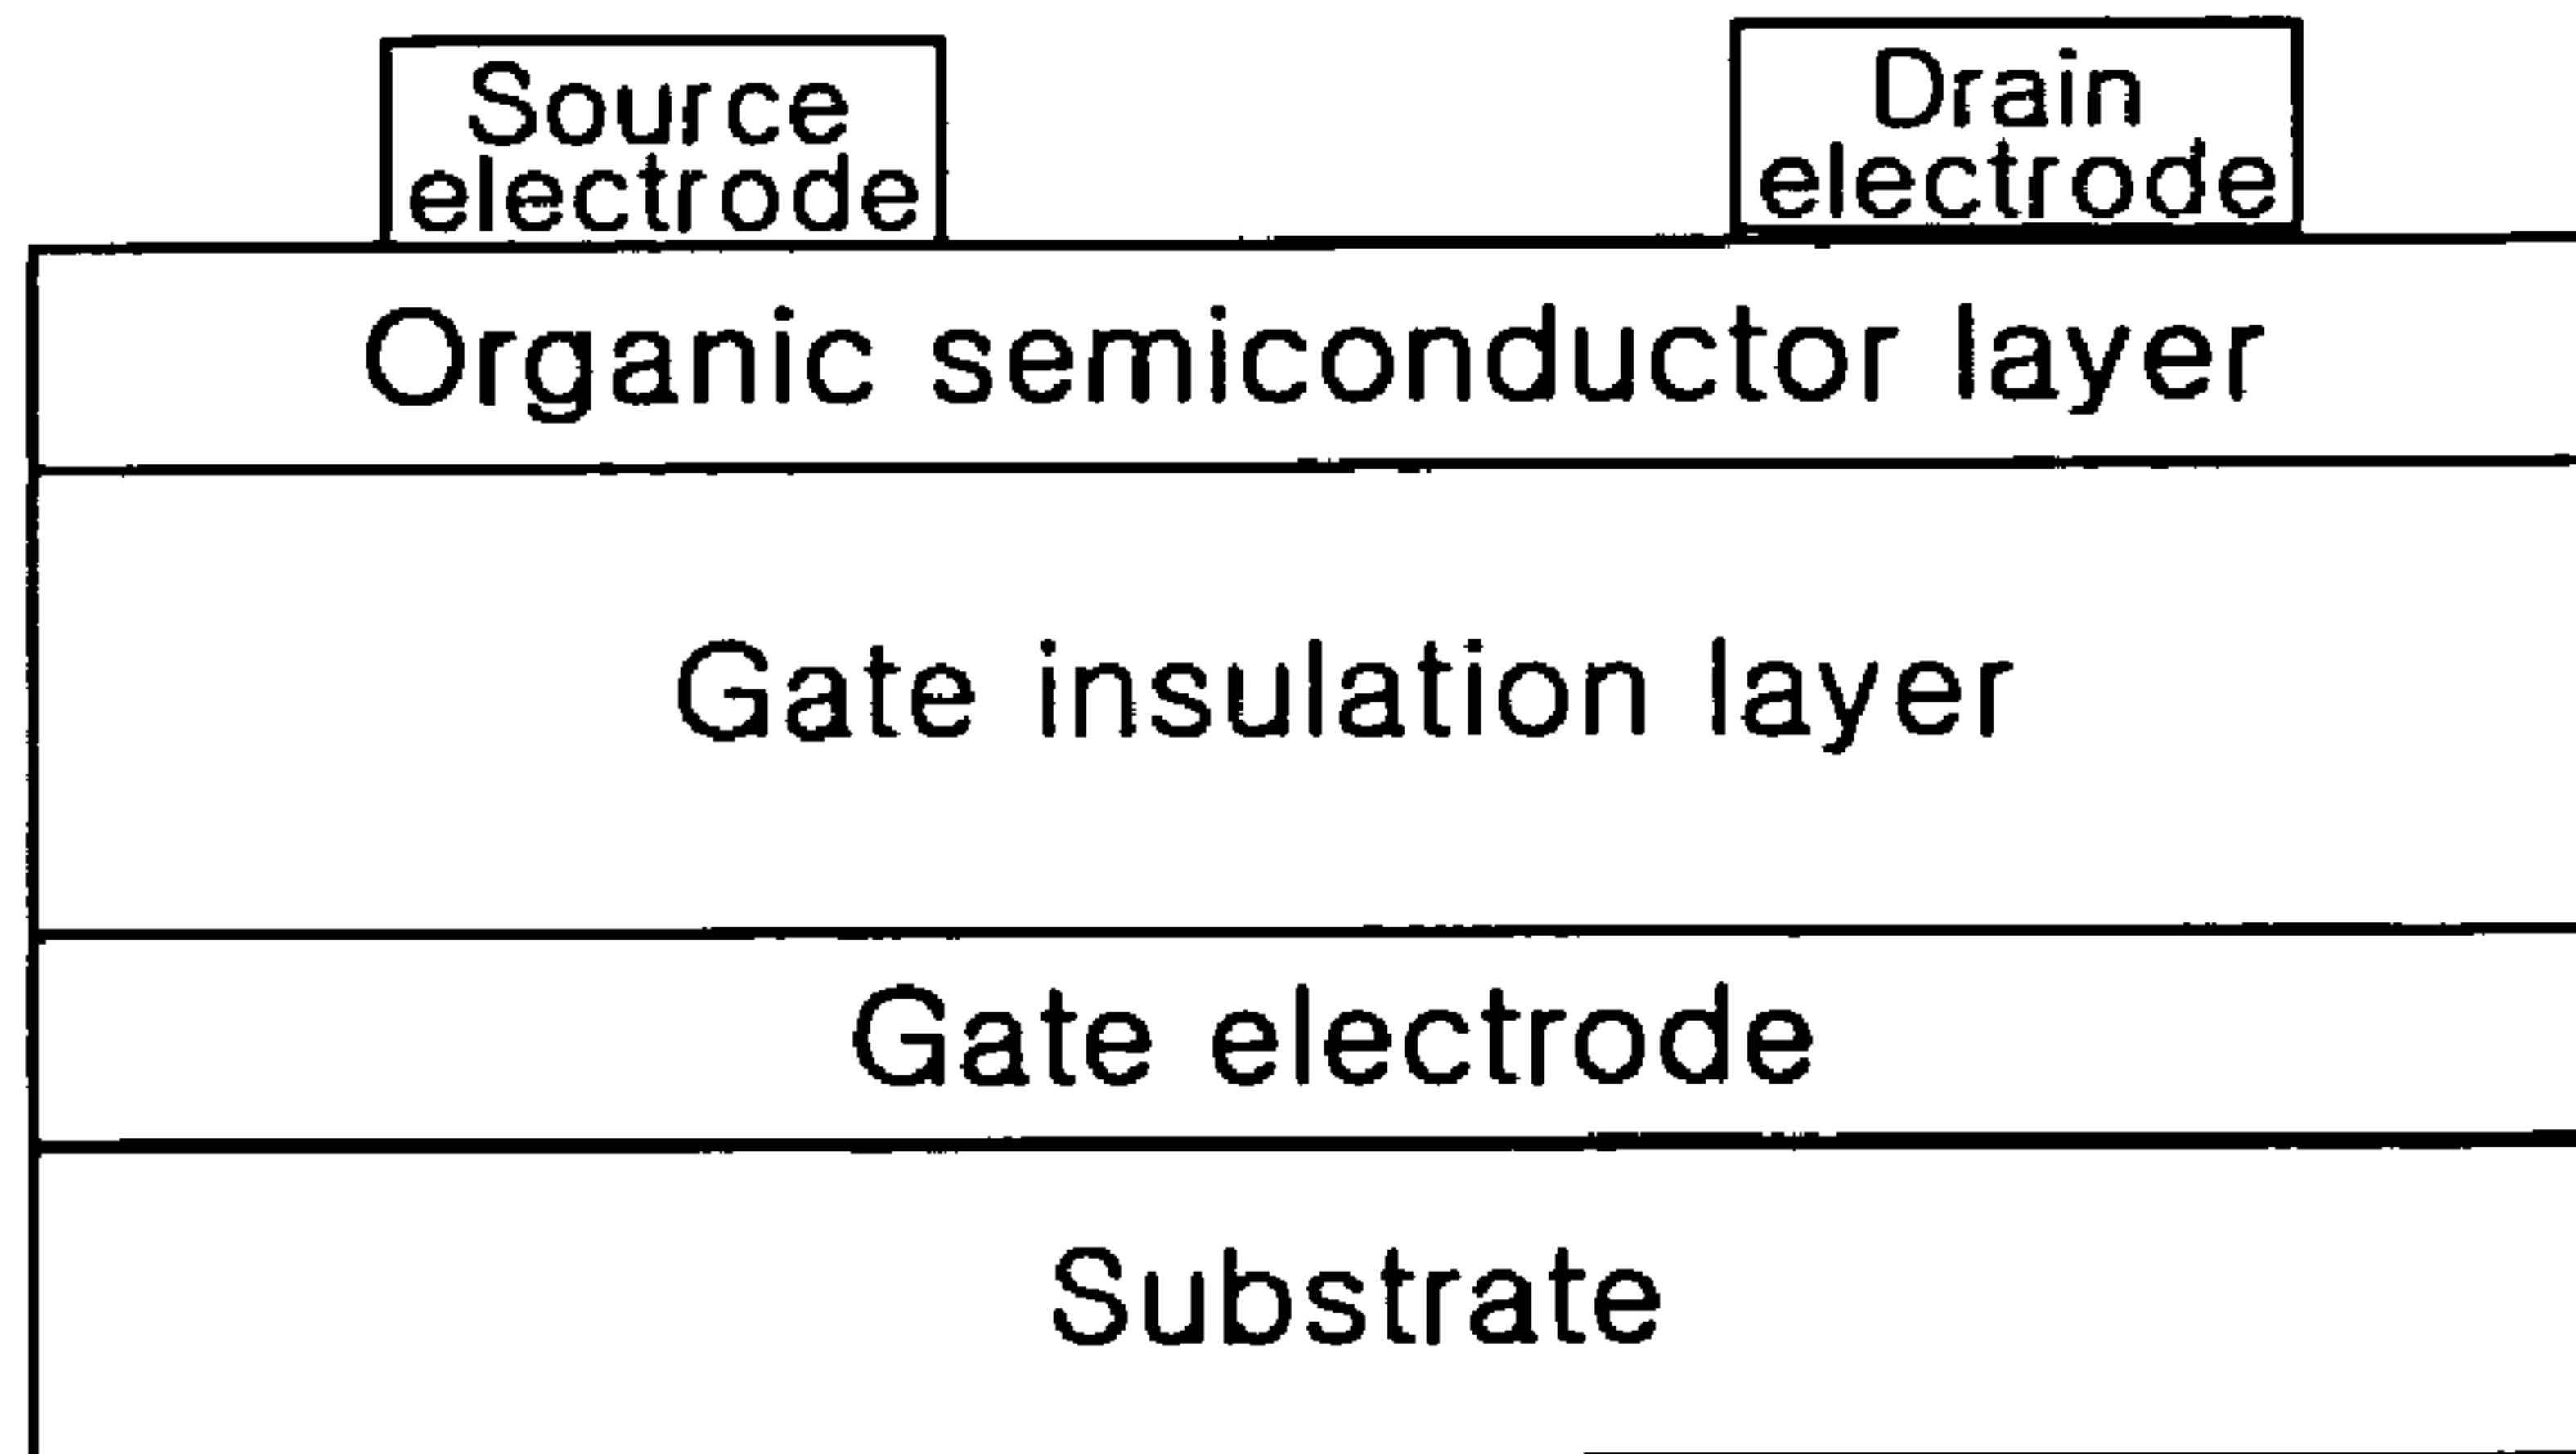 Source
electrode
Drain
electrode
Organic semiconductor layer
Gate insulation layer
Gate electrode
Substrate